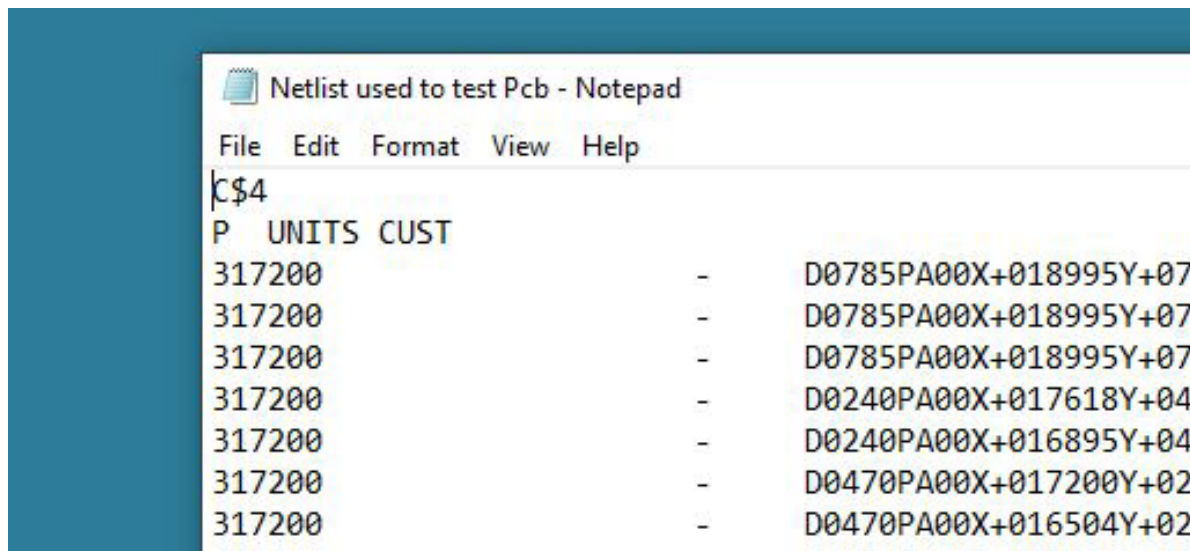 Netlist used to test Pcb - Notepad
File Edit Format View Help
C$4
P  UNITS CUST
317200                     -     D0785PA00X+018995Y+07
317200                     -     D0785PA00X+018995Y+07
317200                     -     D0785PA00X+018995Y+07
317200                     -     D0240PA00X+017618Y+04
317200                     -     D0240PA00X+016895Y+04
317200                     -     D0470PA00X+017200Y+02
317200                     -     D0470PA00X+016504Y+02